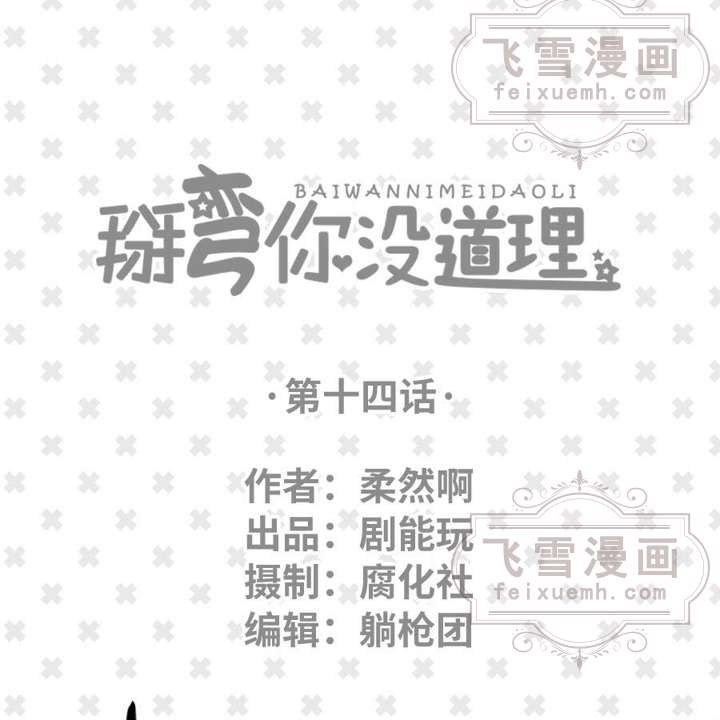 飞雪漫画
feixuemh.com
BAIWANNIMEIDAOLI
掰弯你没道理
·第十四话·
作者：柔然啊
出品：剧能玩
摄制：腐化社
编辑：躺枪团
飞雪漫画
feixuemh.com